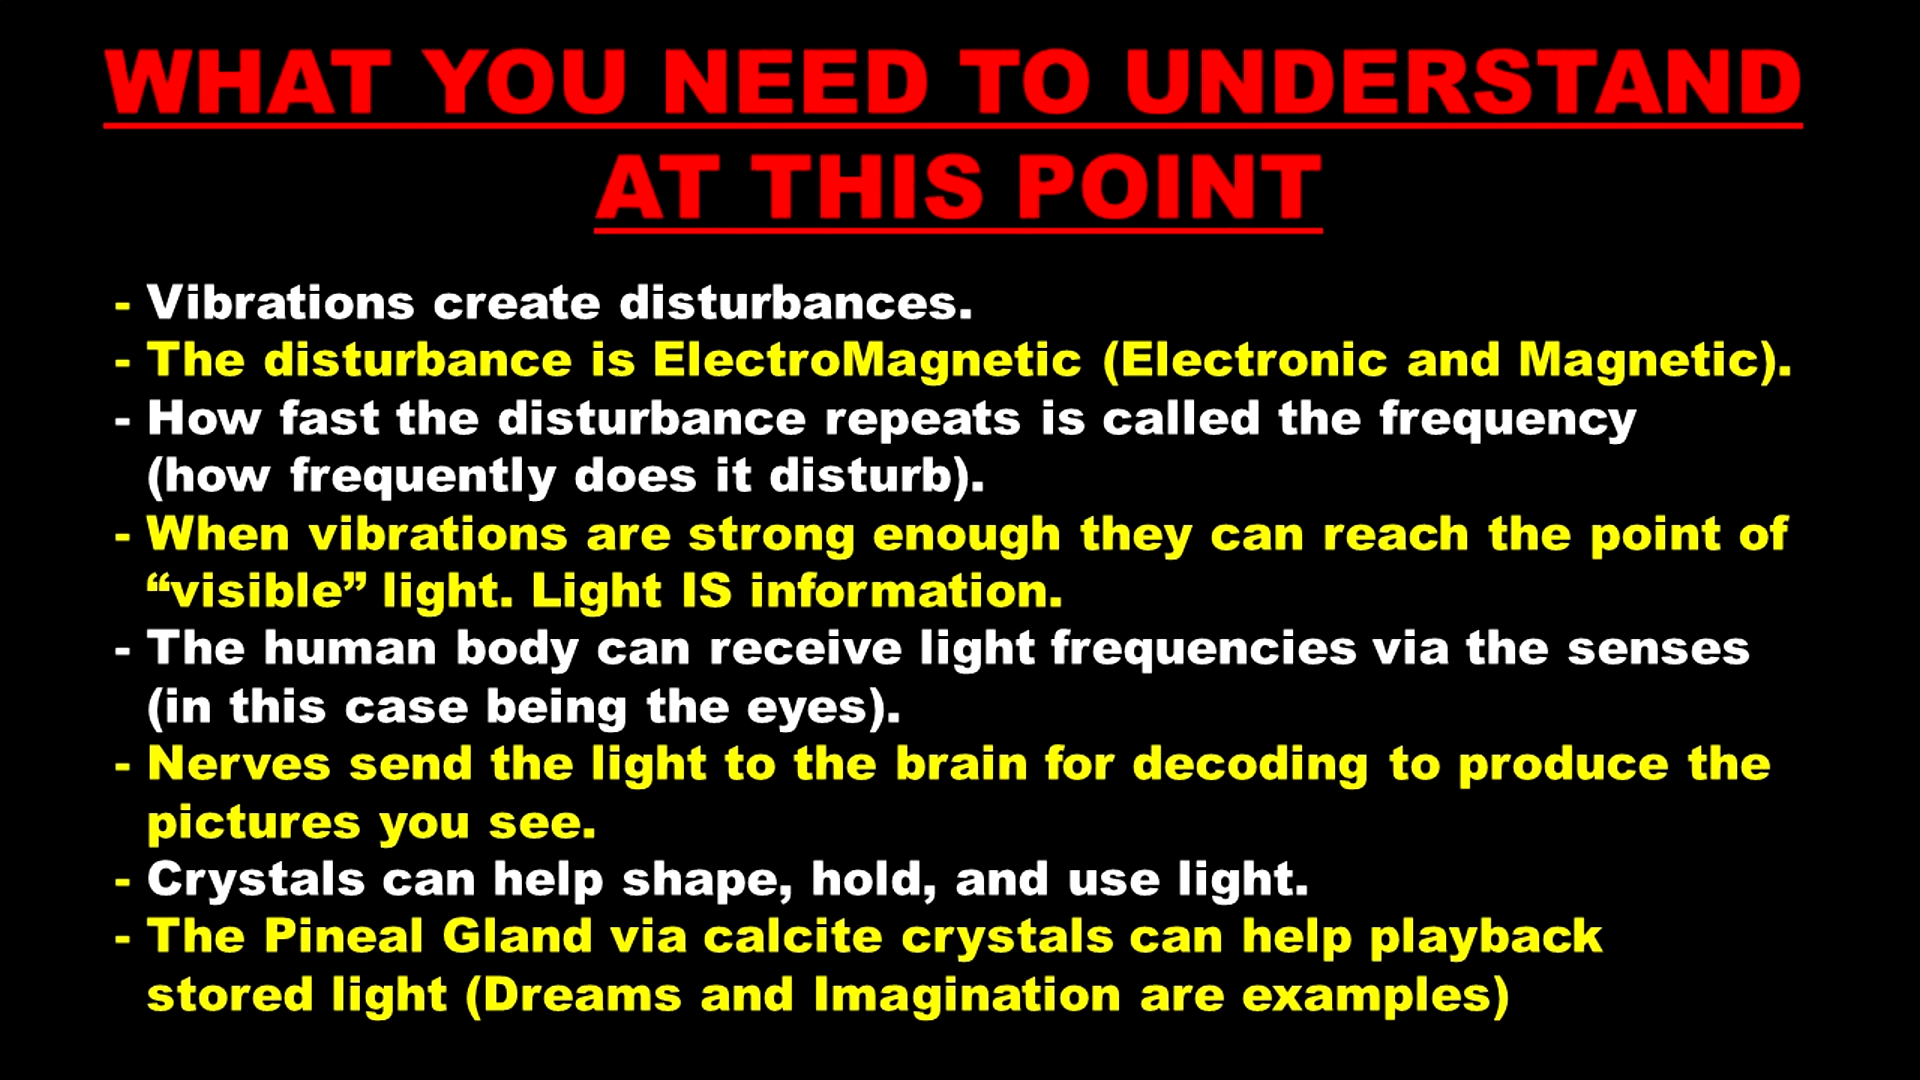 WHAT YOU NEED TO UNDERSTAND
AT THIS POINT
- Vibrations create disturbances.
- The disturbance is ElectroMagnetic (Electronic and Magnetic).
- How fast the disturbance repeats is called the frequency
(how frequently does it disturb).
- When vibrations are strong enough they can reach the point of
“visible” light. Light IS information.
- The human body can receive light frequencies via the senses
(in this case being the eyes).
- Nerves send the light to the brain for decoding to produce the
pictures you see.
- Crystals can help shape, hold, and use light.
- The Pineal Gland via calcite crystals can help playback
stored light (Dreams and Imagination are examples)